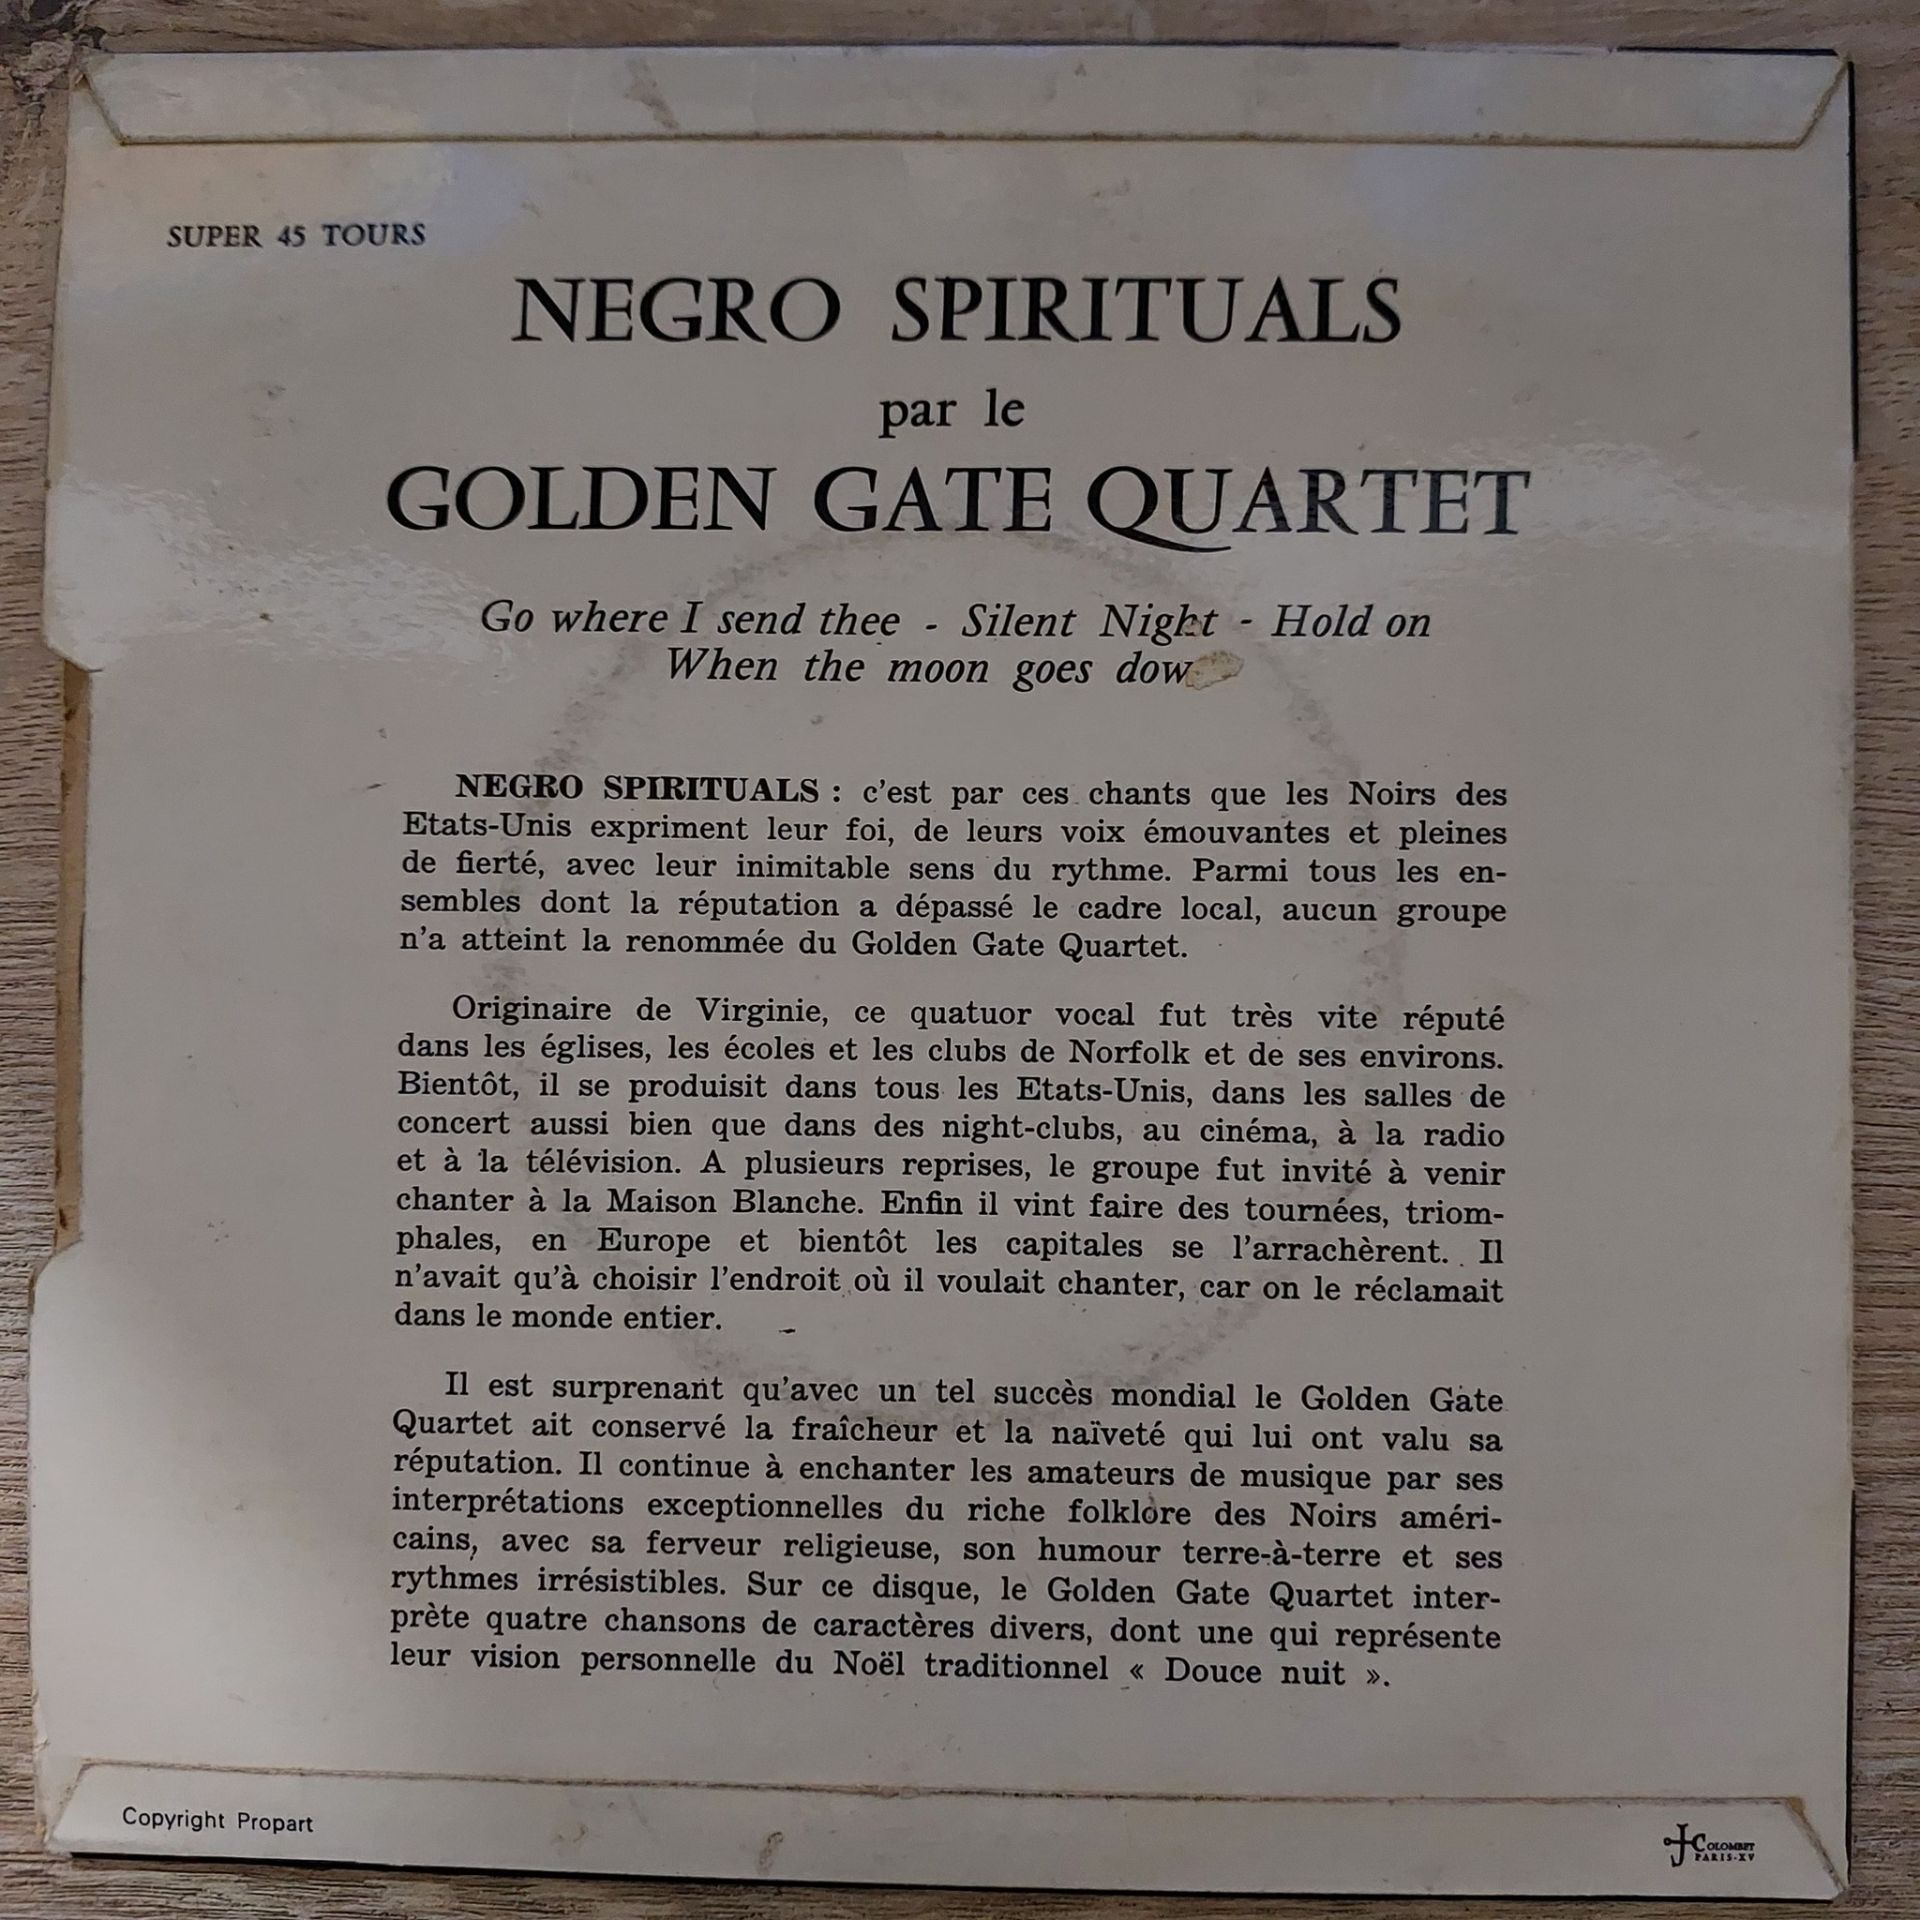 SUPER 45 TOURS
NEGRO SPIRITUALS
par le
GOLDEN GATE QUARTET
Go where I send thee - Silent Night - Hold on
When the moon goes dow
NEGRO SPIRITUALS : c'est par ces chants que les Noirs des
Etats-Unis expriment leur foi, de leurs voix émouvantes et pleines
de fierté, avec leur inimitable sens du rythme. Parmi tous les en-
sembles dont la réputation a dépassé le cadre local, aucun groupe
n'a atteint la renommée du Golden Gate Quartet.
Originaire de Virginie, ce quatuor vocal fut très vite réputé
dans les églises, les écoles et les clubs de Norfolk et de ses environs.
Bientôt, il se produisit dans tous les Etats-Unis, dans les salles de
concert aussi bien que dans des night-clubs, au cinéma, à la radio
et à la télévision. A plusieurs reprises, le groupe fut invité à venir
chanter à la Maison Blanche. Enfin il vint faire des tournées, triom-
phales, en Europe et bientôt les capitales se l'arrachèrent. Il
n'avait qu'à choisir l'endroit où il voulait chanter, car on le réclamait
dans le monde entier.
Il est surprenant qu'avec un tel succès mondial le Golden Gate
Quartet ait conservé la fraîcheur et la naïveté qui lui ont valu sa
réputation. Il continue à enchanter les amateurs de musique par ses
interprétations exceptionnelles du riche folklore des Noirs améri-
cains, avec sa ferveur religieuse, son humour terre-à-terre et ses
rythmes irrésistibles. Sur ce disque, le Golden Gate Quartet inter-
prète quatre chansons de caractères divers, dont une qui représente
leur vision personnelle du Noël traditionnel « Douce nuit ».
Copyright Propart
J COLOMBET
PARIS-XV